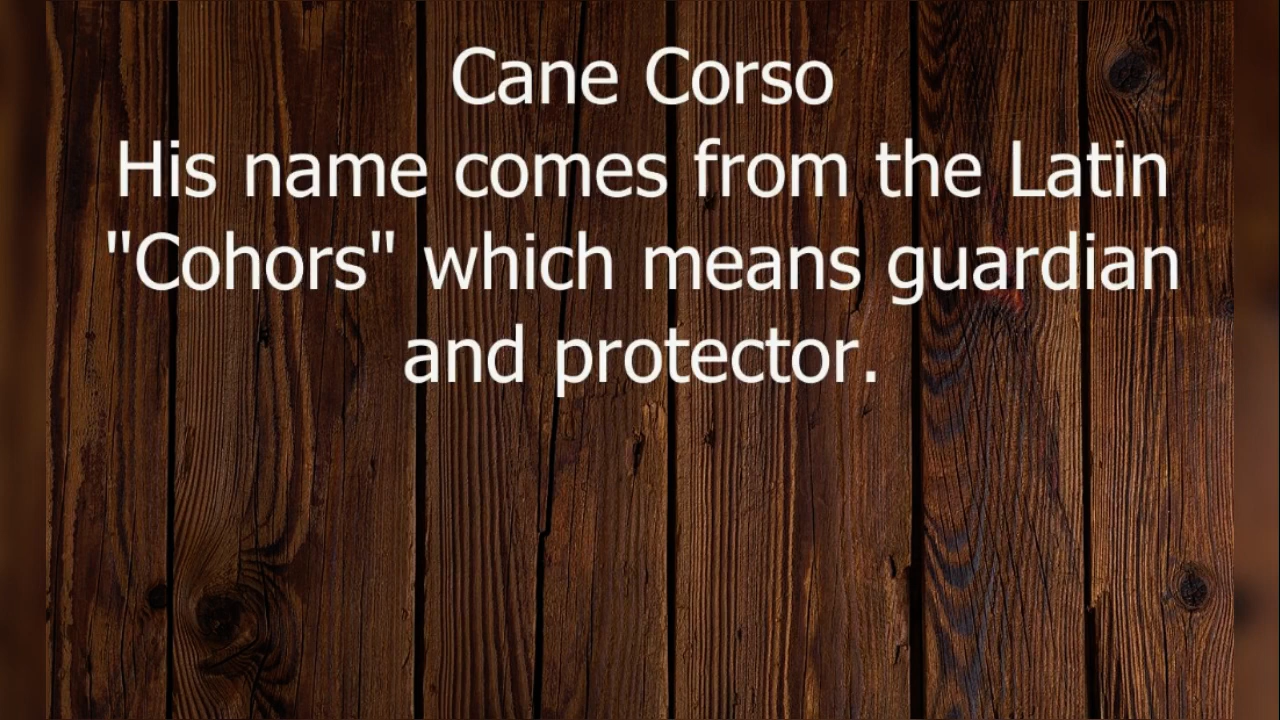 Cane Corso
His name comes from the Latin
"Cohors" which means guardian
and protector.